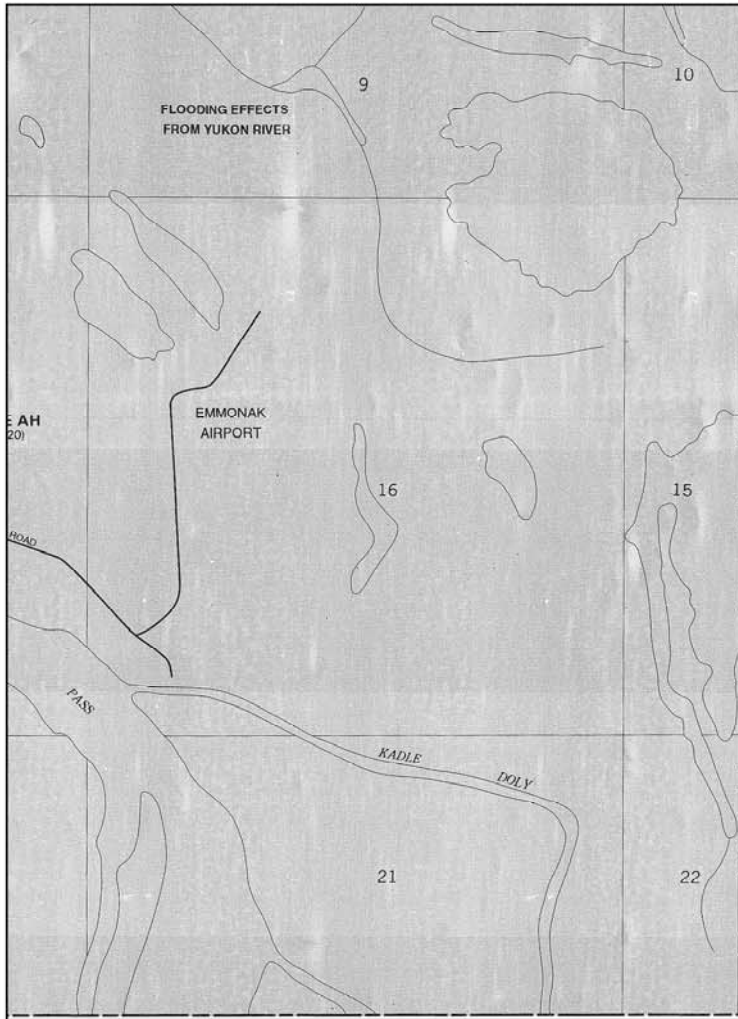 9
10
FLOODING EFFECTS
FROM YUKON RIVER
EMMONAK
AIRPORT
E AH
20)
16
15
ROAD
PASS
KADLE
DOLY
21
22